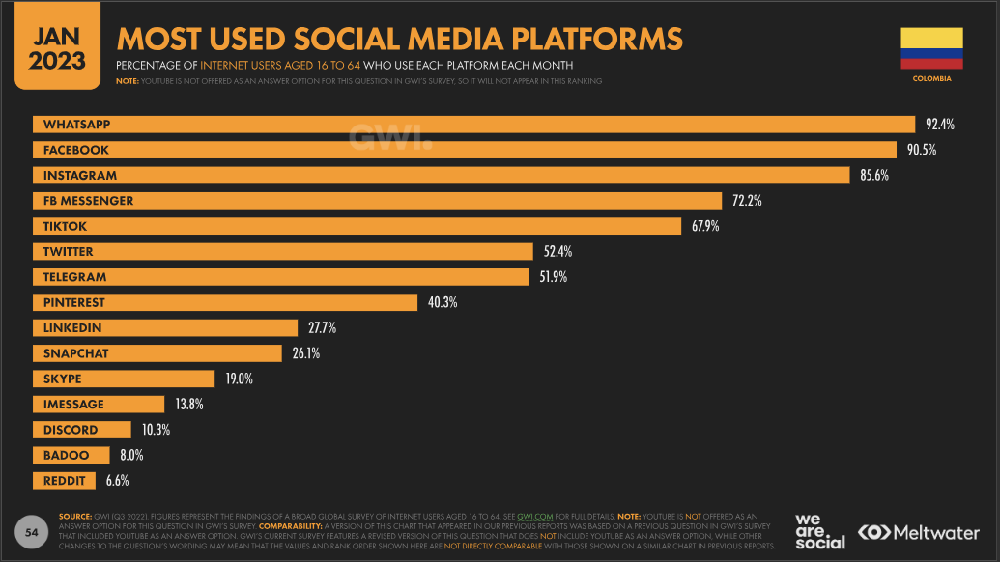 JAN
2023
MOST USED SOCIAL MEDIA PLATFORMS
PERCENTAGE OF INTERNET USERS AGED 16 TO 64 WHO USE EACH PLATFORM EACH MONTH
NOTE: YOUTUBE IS NOT OFFERED AS AN ANSWER OPTION FOR THIS QUESTION IN GWI'S SURVEY, SO IT WILL NOT APPEAR IN THIS RANKING
COLOMBIA
GWI.
WHATSAPP 92.4%
FACEBOOK 90.5%
INSTAGRAM 85.6%
FB MESSENGER 72.2%
TIKTOK 67.9%
TWITTER 52.4%
TELEGRAM 51.9%
PINTEREST 40.3%
LINKEDIN 27.7%
SNAPCHAT 26.1%
SKYPE 19.0%
IMESSAGE 13.8%
DISCORD 10.3%
BADOO 8.0%
REDDIT 6.6%
54
SOURCE: GWI (Q3 2022). FIGURES REPRESENT THE FINDINGS OF A BROAD GLOBAL SURVEY OF INTERNET USERS AGED 16 TO 64. SEE GWI.COM FOR FULL DETAILS. NOTE: YOUTUBE IS NOT OFFERED AS AN
ANSWER OPTION FOR THIS QUESTION IN GWI'S SURVEY. COMPARABILITY: A VERSION OF THIS CHART THAT APPEARED IN OUR PREVIOUS REPORTS WAS BASED ON A PREVIOUS QUESTION IN GWI'S SURVEY
THAT INCLUDED YOUTUBE AS AN ANSWER OPTION. GWI'S CURRENT SURVEY FEATURES A REVISED VERSION OF THIS QUESTION THAT DOES NOT INCLUDE YOUTUBE AS AN ANSWER OPTION, WHILE OTHER
CHANGES TO THE QUESTION'S WORDING MAY MEAN THAT THE VALUES AND RANK ORDER SHOWN HERE ARE NOT DIRECTLY COMPARABLE WITH THOSE SHOWN ON A SIMILAR CHART IN PREVIOUS REPORTS
we
are
social
Meltwater